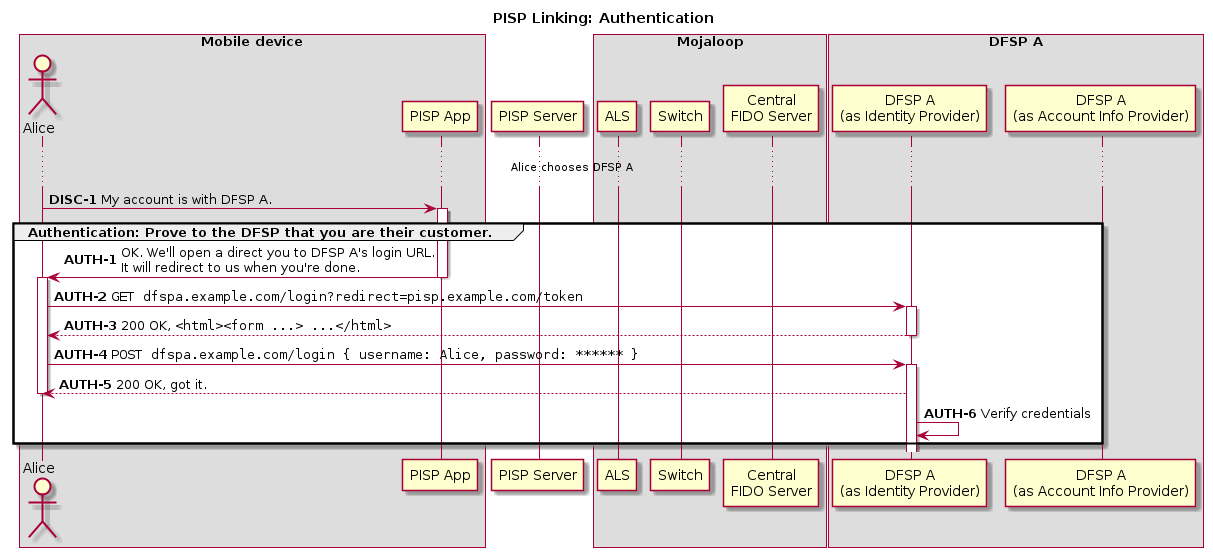 PISP Linking: Authentication
Mobile device
Mojaloop
DFSP A
Alice
PISP App
PISP Server
ALS
Switch
Central
FIDO Server
DFSP A
(as Identity Provider)
DFSP A
(as Account Info Provider)
Alice chooses DFSP A
DISC-1 My account is with DFSP A.
Authentication: Prove to the DFSP that you are their customer.
AUTH-1 OK. We'll open a direct you to DFSP A's login URL.
It will redirect to us when you're done.
AUTH-2 GET dfspa.example.com/login?redirect=pisp.example.com/token
AUTH-3 200 OK, <html><form ...> ...</html>
AUTH-4 POST dfspa.example.com/login { username: Alice, password: ****** }
AUTH-5 200 OK, got it.
AUTH-6 Verify credentials
Alice
PISP App
PISP Server
ALS
Switch
Central
FIDO Server
DFSP A
(as Identity Provider)
DFSP A
(as Account Info Provider)